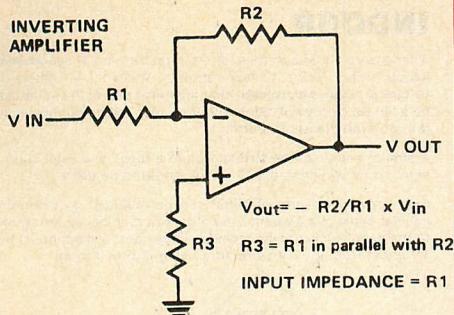 INVERTING
AMPLIFIER
R2
R1
V IN
−
+
V OUT
R3
Vout= − R2/R1 x Vin
R3 = R1 in parallel with R2
INPUT IMPEDANCE = R1